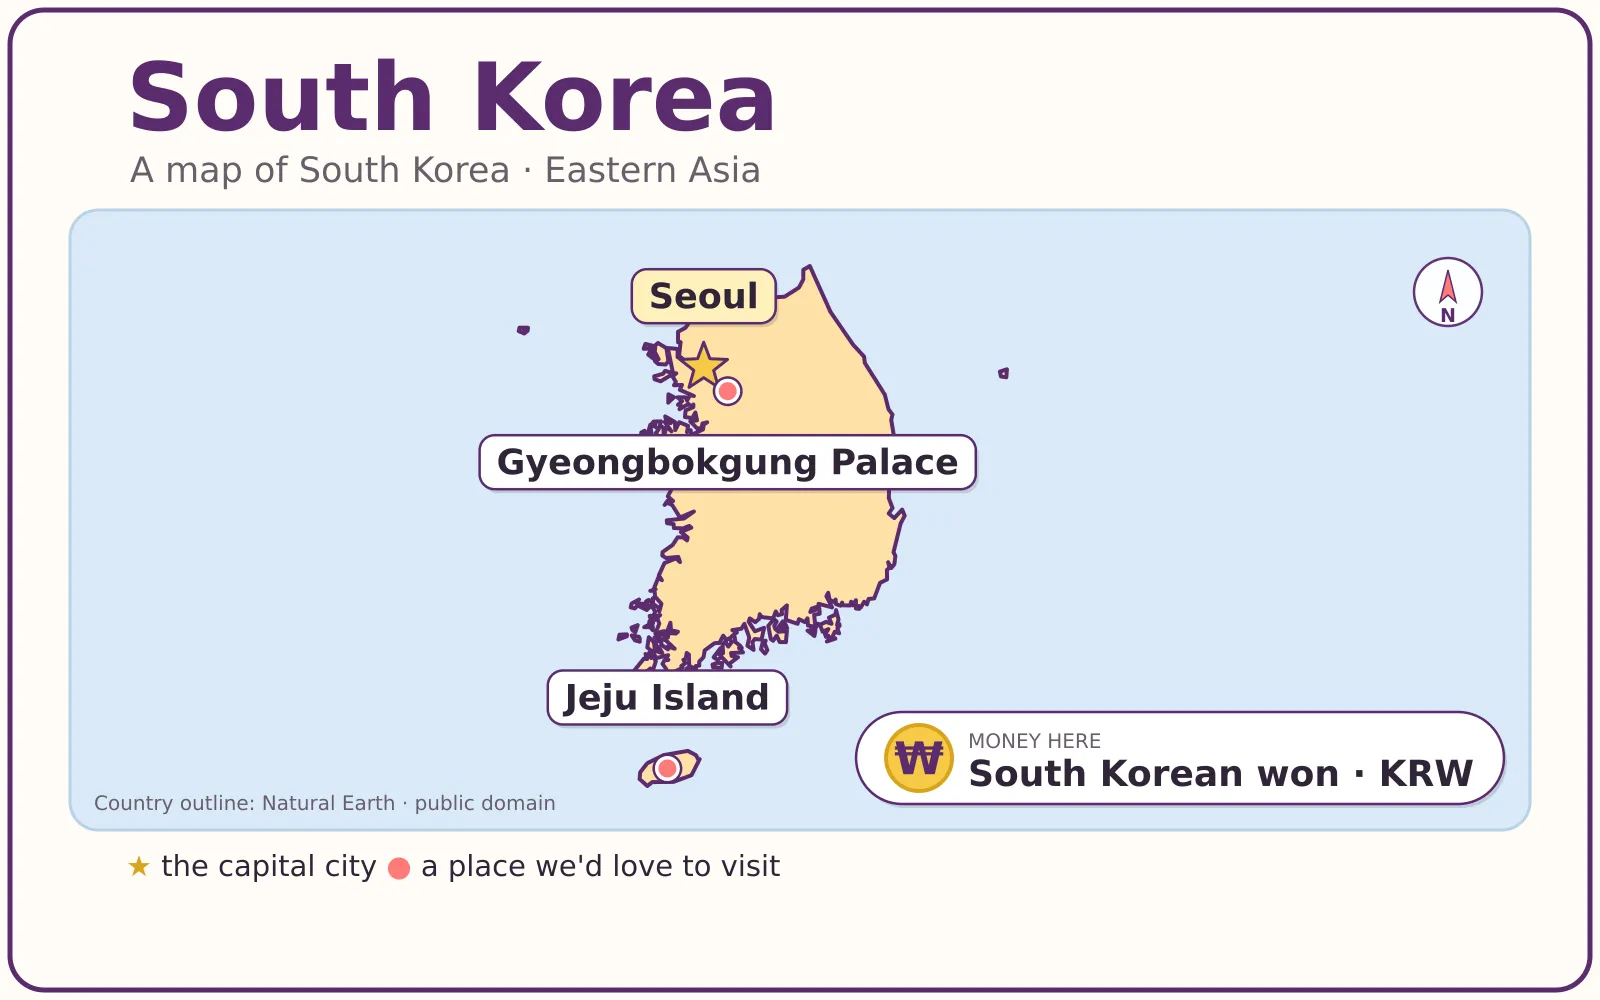 South Korea
A map of South Korea · Eastern Asia
Seoul
N
Gyeongbokgung Palace
Jeju Island
₩
MONEY HERE
South Korean won · KRW
Country outline: Natural Earth · public domain
★ the capital city ● a place we'd love to visit